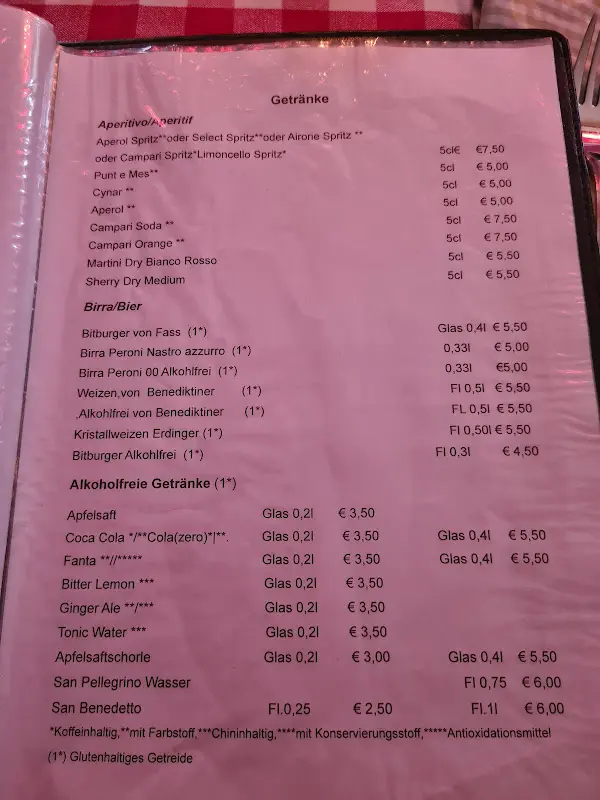 Getränke
Aperitivo/Aperitif
Aperol Spritz**oder Select Spritz**oder Airone Spritz **
oder Campari Spritz*Limoncello Spritz* 5cl€ €7,50
Punt e Mes** 5cl € 5,00
Cynar ** 5cl € 5,00
Aperol ** 5cl € 5,00
Campari Soda ** 5cl € 7,50
Campari Orange ** 5cl € 7,50
Martini Dry Bianco Rosso 5cl € 5,50
Sherry Dry Medium 5cl € 5,50
Birra/Bier
Bitburger von Fass (1*) Glas 0,4l € 5,50
Birra Peroni Nastro azzurro (1*) 0,33l € 5,00
Birra Peroni 00 Alkohlfrei (1*) 0,33l €5,00
Weizen,von Benediktiner (1*) Fl 0,5l € 5,50
,Alkohlfrei von Benediktiner (1*) FL 0,5l € 5,50
Kristallweizen Erdinger (1*) Fl 0,50l € 5,50
Bitburger Alkohlfrei (1*) Fl 0,3l € 4,50
Alkoholfreie Getränke (1*)
Apfelsaft Glas 0,2l € 3,50
Coca Cola */**Cola(zero)*|**. Glas 0,2l € 3,50 Glas 0,4l € 5,50
Fanta **//***** Glas 0,2l € 3,50 Glas 0,4l € 5,50
Bitter Lemon *** Glas 0,2l € 3,50
Ginger Ale **/*** Glas 0,2l € 3,50
Tonic Water *** Glas 0,2l € 3,50
Apfelsaftschorle Glas 0,2l € 3,00 Glas 0,4l € 5,50
San Pellegrino Wasser Fl 0,75 € 6,00
San Benedetto Fl.0,25 € 2,50 Fl.1l € 6,00
*Koffeinhaltig,**mit Farbstoff,***Chininhaltig,****mit Konservierungsstoff,*****Antioxidationsmittel
(1*) Glutenhaltiges Getreide